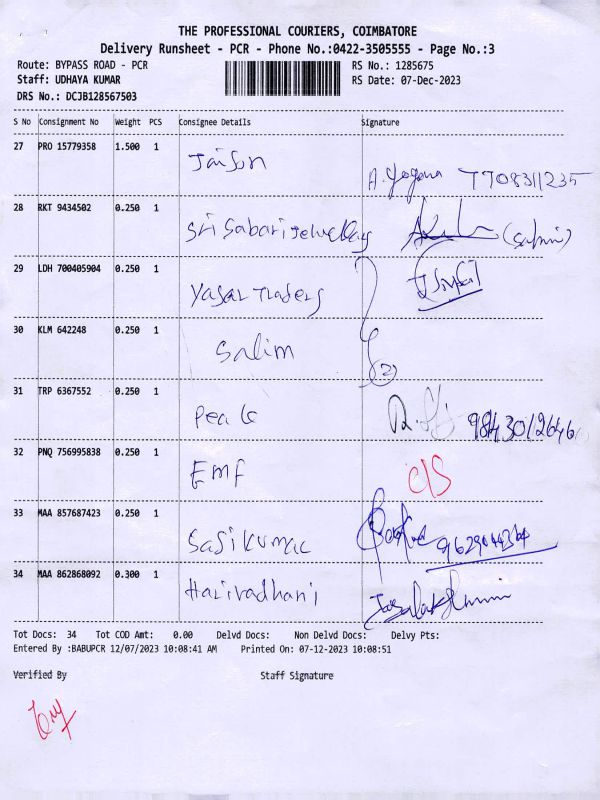 THE PROFESSIONAL COURIERS, COIMBATORE
Delivery Runsheet - PCR - Phone No.:0422-3505555 - Page No.:3
Route: BYPASS ROAD - PCR RS No.: 1285675
Staff: UDHAYA KUMAR RS Date: 07-Dec-2023
DRS No.: DCJB128567503
S No Consignment No Weight PCS Consignee Details Signature
27 PRO 15779358 1.500 1 Jaison
7708311235
28 RKT 9434502 0.250 1 Sri Sabari Jewellery
29 LDH 700405904 0.250 1 Yasar Traders
30 KLM 642248 0.250 1 Salim
(2)
31 TRP 6367552 0.250 1
32 PNQ 756995838 0.250 1 EMF
C/S
33 MAA 857687423 0.250 1 Sasikumar
34 MAA 862868092 0.300 1
Tot Docs: 34 Tot COD Amt: 0.00 Delvd Docs: Non Delvd Docs: Delvy Pts:
Entered By :BABUPCR 12/07/2023 10:08:41 AM Printed On: 07-12-2023 10:08:51
Verified By Staff Signature